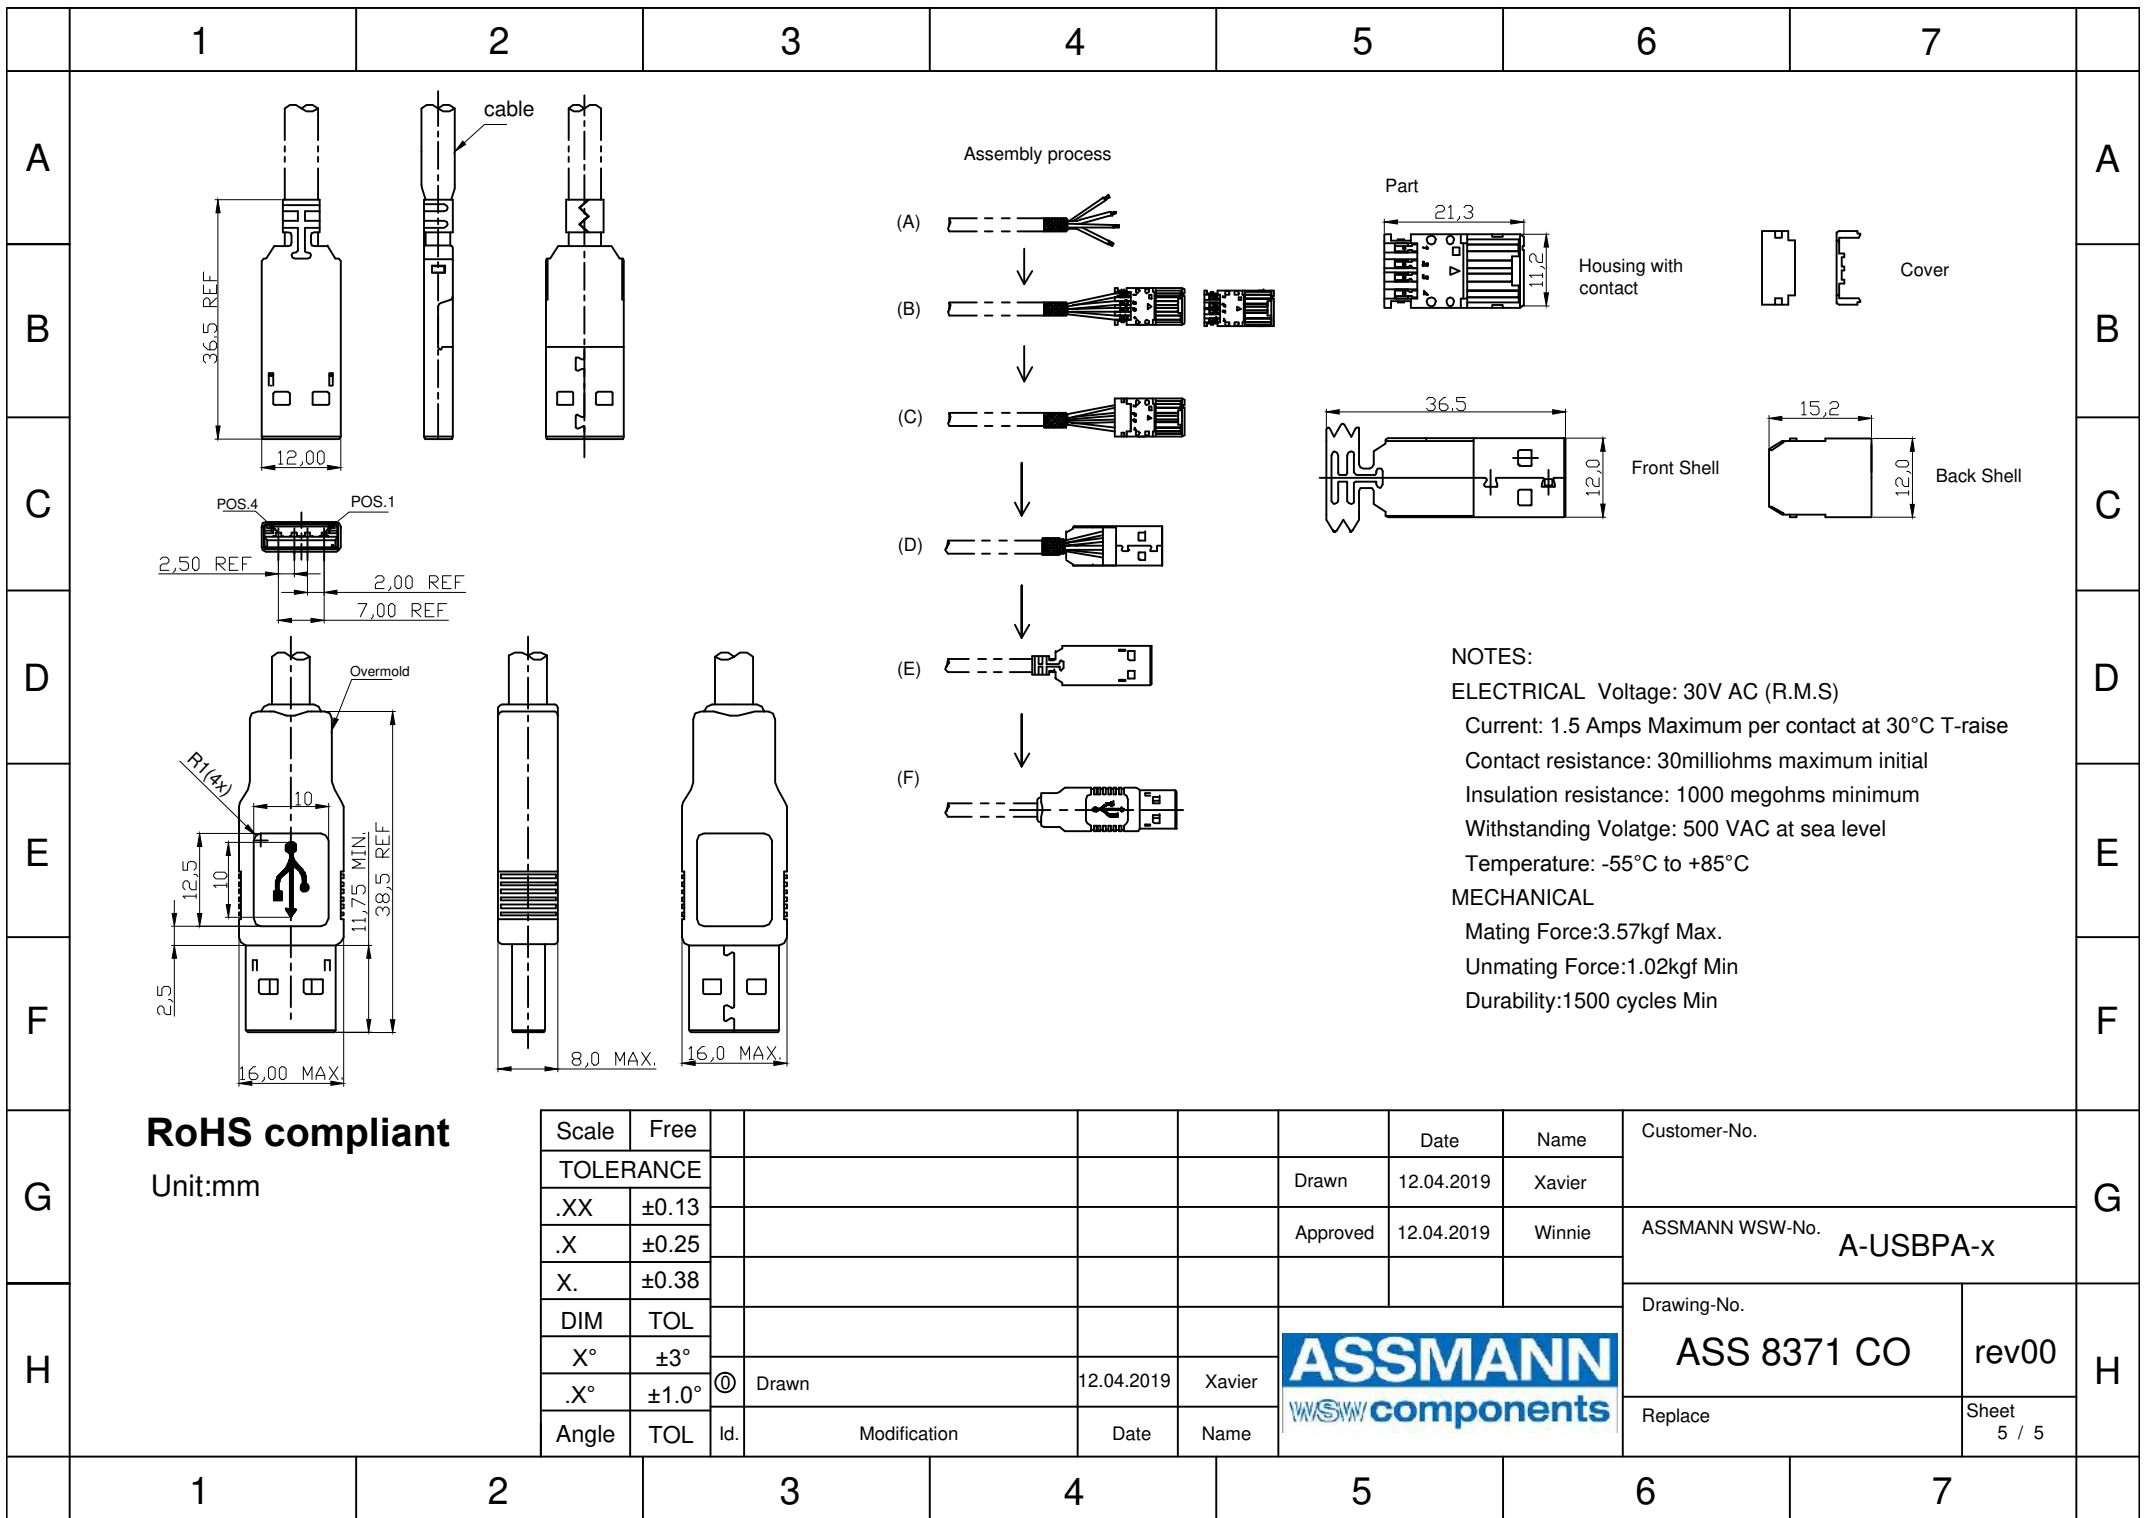 1 2 3 4 5 6 7
A
A
B
B
C
C
D
D
E
E
F
F
G
G
H
H
cable
36.5 REF
12,00
POS.4
POS.1
2,50 REF
2,00 REF
7,00 REF
Overmold
R1(4x)
10
12,5
10
11,75 MIN.
38,5 REF
2,5
16,00 MAX.
8,0 MAX.
16,0 MAX.
Assembly process
(A)
(B)
(C)
(D)
(E)
(F)
Part
21,3
11,2
Housing with
contact
Cover
36.5
12,0
Front Shell
15,2
12,0
Back Shell
NOTES:
ELECTRICAL Voltage: 30V AC (R.M.S)
Current: 1.5 Amps Maximum per contact at 30°C T-raise
Contact resistance: 30milliohms maximum initial
Insulation resistance: 1000 megohms minimum
Withstanding Volatge: 500 VAC at sea level
Temperature: -55°C to +85°C
MECHANICAL
Mating Force:3.57kgf Max.
Unmating Force:1.02kgf Min
Durability:1500 cycles Min
RoHS compliant
Unit:mm
Scale Free
TOLERANCE
.XX ±0.13
.X ±0.25
X. ±0.38
DIM TOL
X° ±3°
.X° ±1.0°
Angle TOL
0 Drawn 12.04.2019 Xavier
Id. Modification Date Name
Date Name
Drawn 12.04.2019 Xavier
Approved 12.04.2019 Winnie
ASSMANN
WSW components
Customer-No.
ASSMANN WSW-No. A-USBPA-x
Drawing-No.
ASS 8371 CO rev00
Replace
Sheet
5 / 5
1 2 3 4 5 6 7